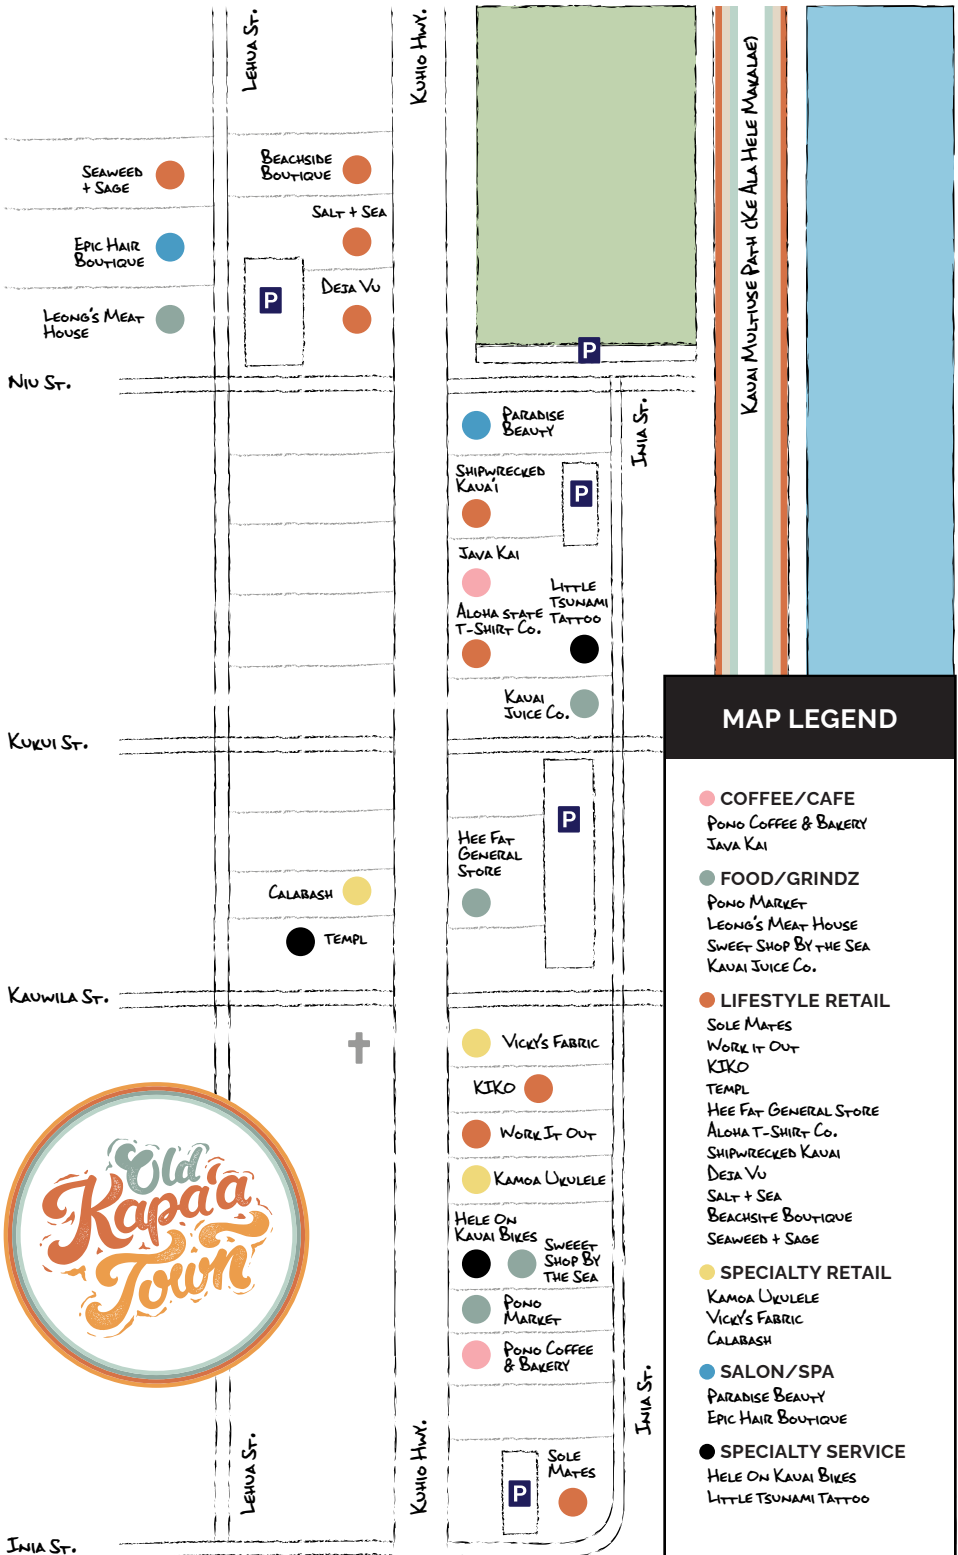 Lehua St.
Kuhio Hwy.
Kauai Multiuse Path (Ke Ala Hele Makalae)
Seaweed
+ Sage
Beachside
Boutique
Salt + Sea
Epic Hair
Boutique
Deja Vu
Leong's Meat
House
P
P
Niu St.
Inia St.
Paradise
Beauty
Shipwrecked
Kaua'i
P
Java Kai
Little
Tsunami
Tattoo
Aloha State
T-Shirt Co.
Kauai
Juice Co.
Kukui St.
P
Hee Fat
General
Store
Calabash
Templ
Kauwila St.
Vicky's Fabric
KIKO
Work It Out
Kamoa Ukulele
Hele On
Kauai Bikes
Sweeet
Shop By
the Sea
Pono
Market
Pono Coffee
& Bakery
Old
Kapa'a
Town
Lehua St.
Kuhio Hwy.
Inia St.
Sole
Mates
P
Inia St.
MAP LEGEND
COFFEE/CAFE
Pono Coffee & Bakery
Java Kai
FOOD/GRINDZ
Pono Market
Leong's Meat House
Sweet Shop By the Sea
Kauai Juice Co.
LIFESTYLE RETAIL
Sole Mates
Work it Out
KIKO
Templ
Hee Fat General Store
Aloha T-Shirt Co.
Shipwrecked Kauai
Deja Vu
Salt + Sea
Beachsite Boutique
Seaweed + Sage
SPECIALTY RETAIL
Kamoa Ukulele
Vicky's Fabric
Calabash
SALON/SPA
Paradise Beauty
Epic Hair Boutique
SPECIALTY SERVICE
Hele On Kauai Bikes
Little Tsunami Tattoo